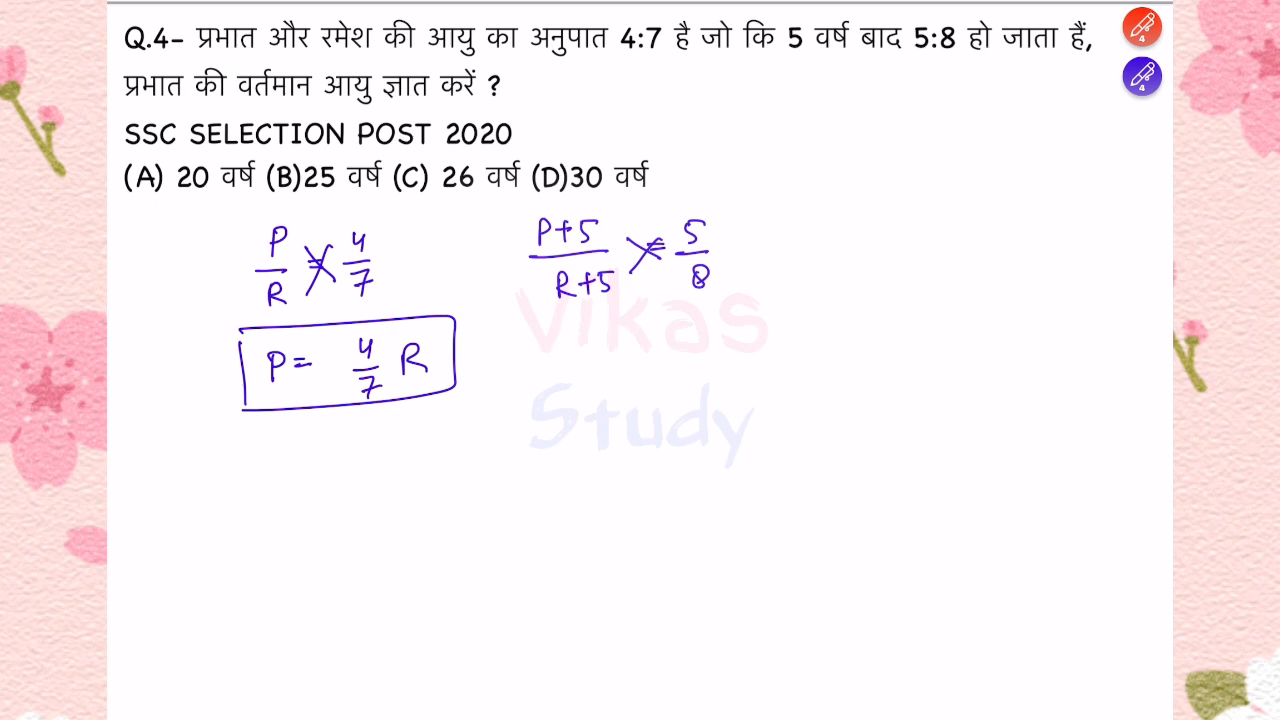 Q.4- प्रभात और रमेश की आयु का अनुपात 4:7 है जो कि 5 वर्ष बाद 5:8 हो जाता हैं,
प्रभात की वर्तमान आयु ज्ञात करें ?
SSC SELECTION POST 2020
(A) 20 वर्ष (B)25 वर्ष (C) 26 वर्ष (D)30 वर्ष
P/R = 4/7
P+5/R+5 = 5/8
P= 4/7 R
Vikas
Study
4
4